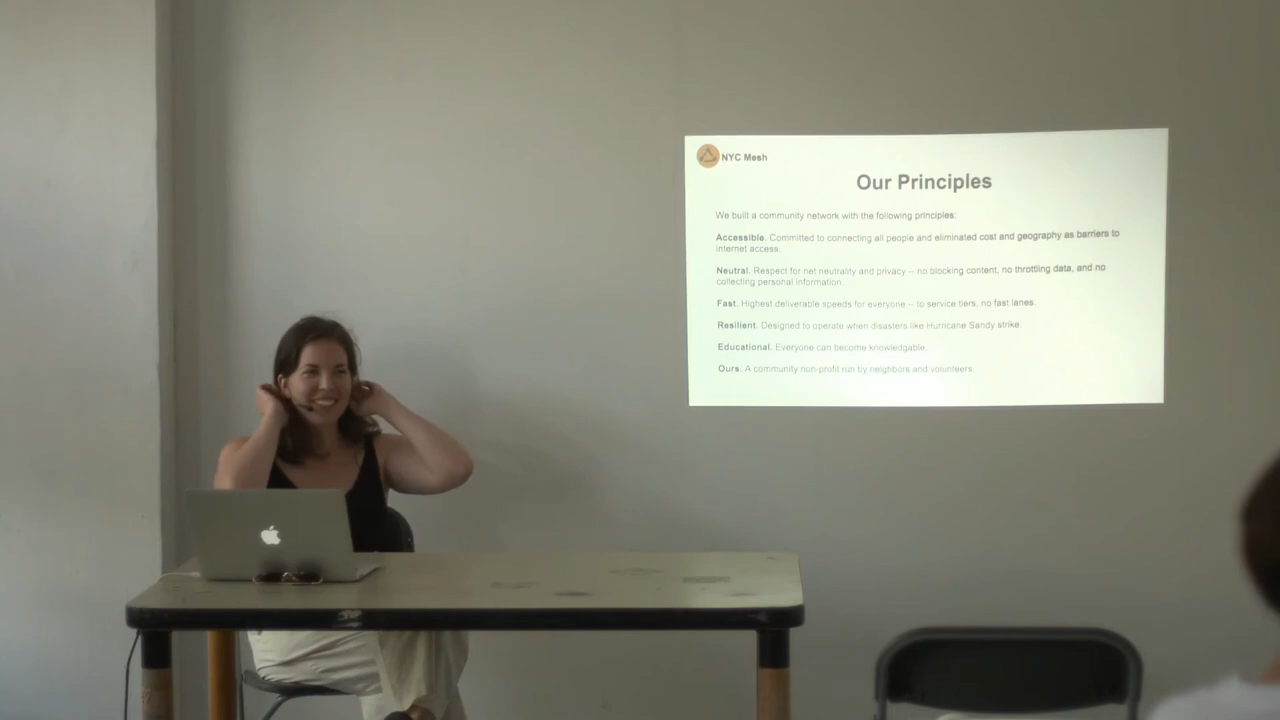 NYC Mesh
Our Principles
We built a community network with the following principles:
Accessible. Committed to connecting all people and eliminated cost and geography as barriers to
internet access.
Neutral. Respect for net neutrality and privacy -- no blocking content, no throttling data, and no
collecting personal information.
Fast. Highest deliverable speeds for everyone -- to service tiers, no fast lanes.
Resilient. Designed to operate when disasters like Hurricane Sandy strike.
Educational. Everyone can become knowledgable.
Ours. A community non-profit run by neighbors and volunteers.